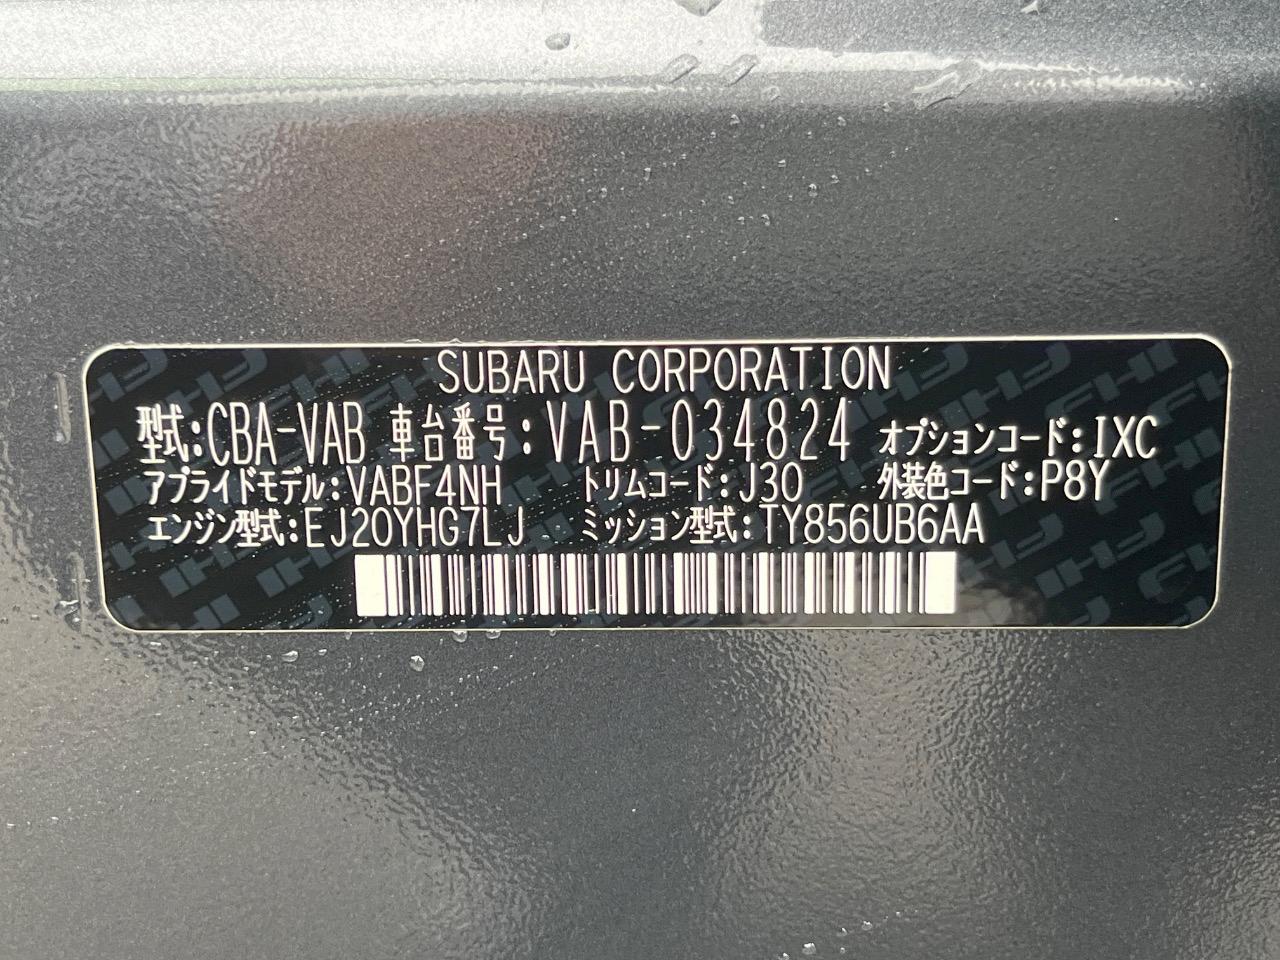 SUBARU CORPORATION
型式:CBA-VAB 車台番号:VAB-034824 オプションコード:IXC
アプライドモデル:VABF4NH トリムコード:J30 外装色コード:P8Y
エンジン型式:EJ20YHG7LJ ミッション型式:TY856UB6AA